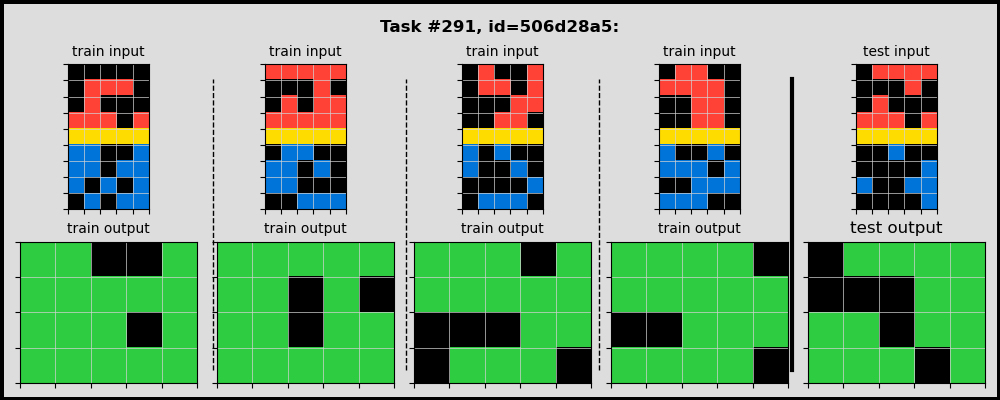 Task #291, id=506d28a5:
train input train input train input train input test input
train output train output train output train output test output